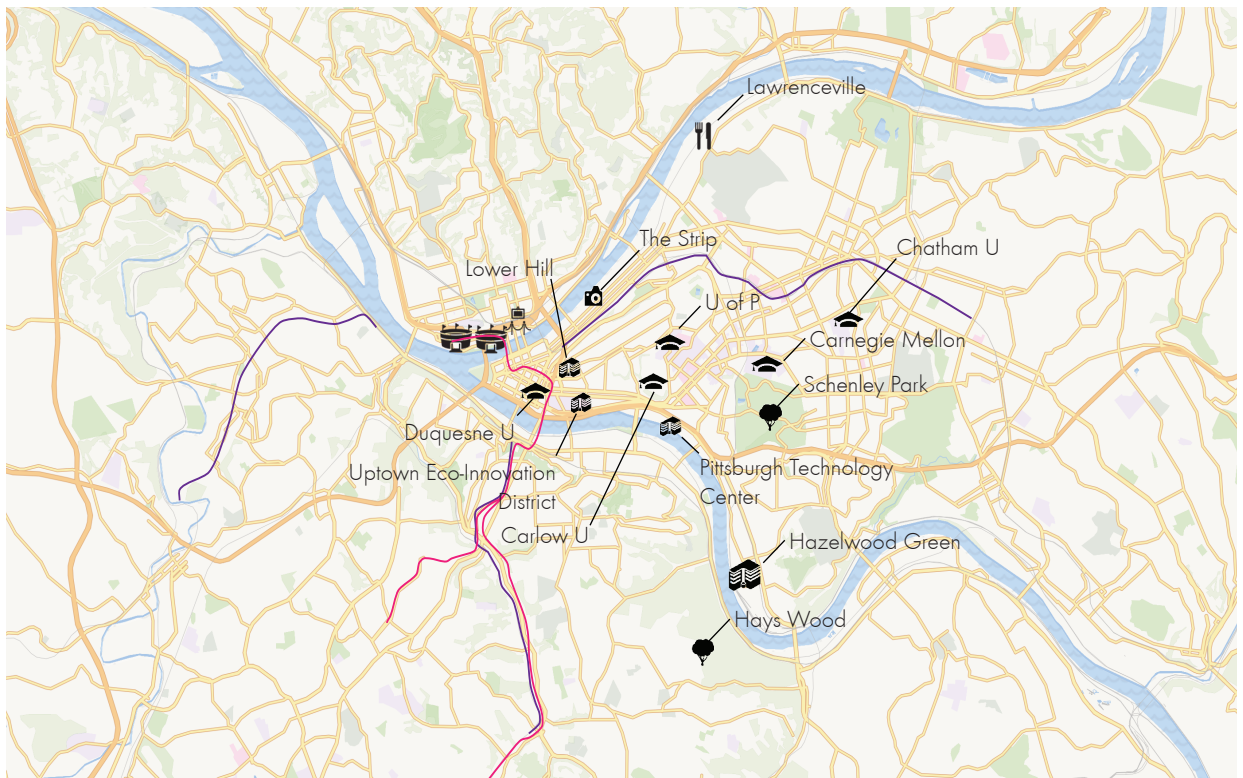 Lawrenceville
The Strip
Chatham U
Lower Hill
U of P
Carnegie Mellon
Schenley Park
Duquesne U
Uptown Eco-Innovation
District
Pittsburgh Technology
Center
Carlow U
Hazelwood Green
Hays Wood